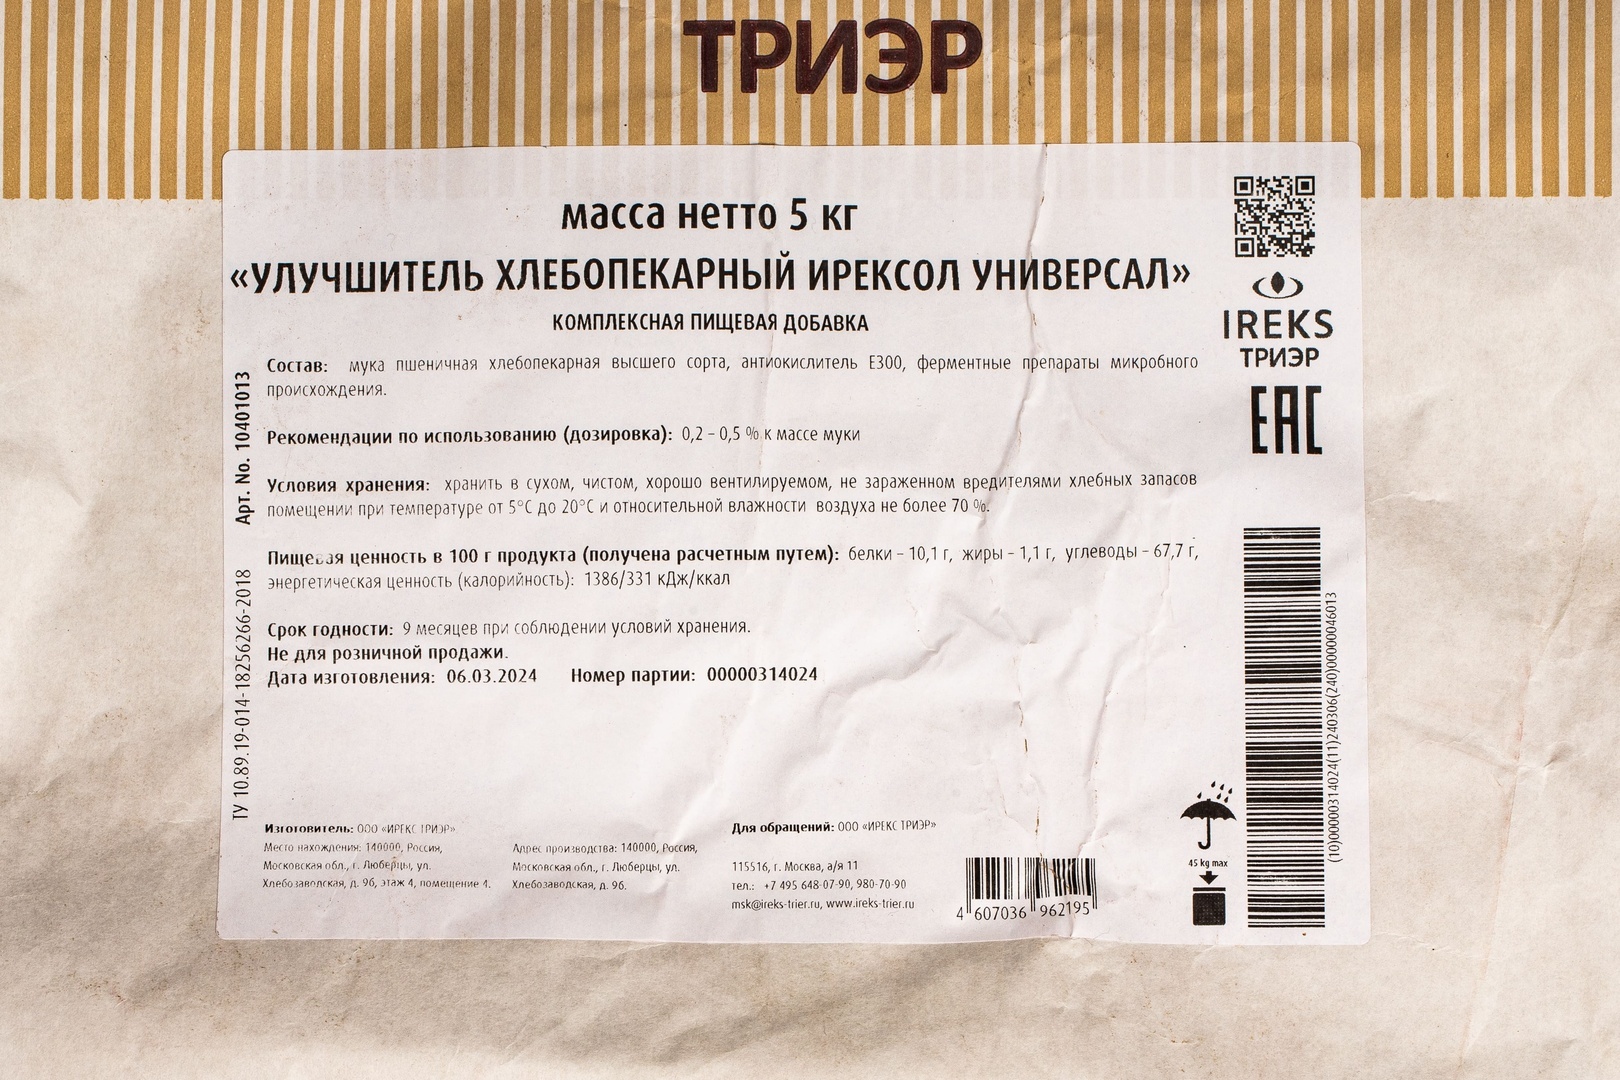 ТРИЭР
масса нетто 5 кг
«УЛУЧШИТЕЛЬ ХЛЕБОПЕКАРНЫЙ ИРЕКСОЛ УНИВЕРСАЛ»
КОМПЛЕКСНАЯ ПИЩЕВАЯ ДОБАВКА
IREKS
ТРИЭР
EAC
Состав: мука пшеничная хлебопекарная высшего сорта, антиокислитель Е300, ферментные препараты микробного
происхождения.
Рекомендации по использованию (дозировка): 0,2 – 0,5 % к массе муки
Условия хранения: хранить в сухом, чистом, хорошо вентилируемом, не зараженном вредителями хлебных запасов
помещении при температуре от 5°С до 20°С и относительной влажности воздуха не более 70 %.
Пищевая ценность в 100 г продукта (получена расчетным путем): белки – 10,1 г, жиры – 1,1 г, углеводы – 67,7 г,
энергетическая ценность (калорийность): 1386/331 кДж/ккал
Срок годности: 9 месяцев при соблюдении условий хранения.
Не для розничной продажи.
Дата изготовления: 06.03.2024 Номер партии: 00000314024
Арт. No. 10401013
ТУ 10.89.19-014-18256266-2018
Изготовитель: ООО «ИРЕКС ТРИЭР»
Место нахождения: 140000, Россия,
Московская обл., г. Люберцы, ул.
Хлебозаводская, д. 9б, этаж 4, помещение 4.
Адрес производства: 140000, Россия,
Московская обл., г. Люберцы, ул.
Хлебозаводская, д. 9б.
Для обращений: ООО «ИРЕКС ТРИЭР»
115516, г. Москва, а/я 11
тел.: +7 495 648-07-90, 980-70-90
msk@ireks-trier.ru, www.ireks-trier.ru
4 607036 962195
45 kg max
(10)00000314024(11)240306(240)0000046013